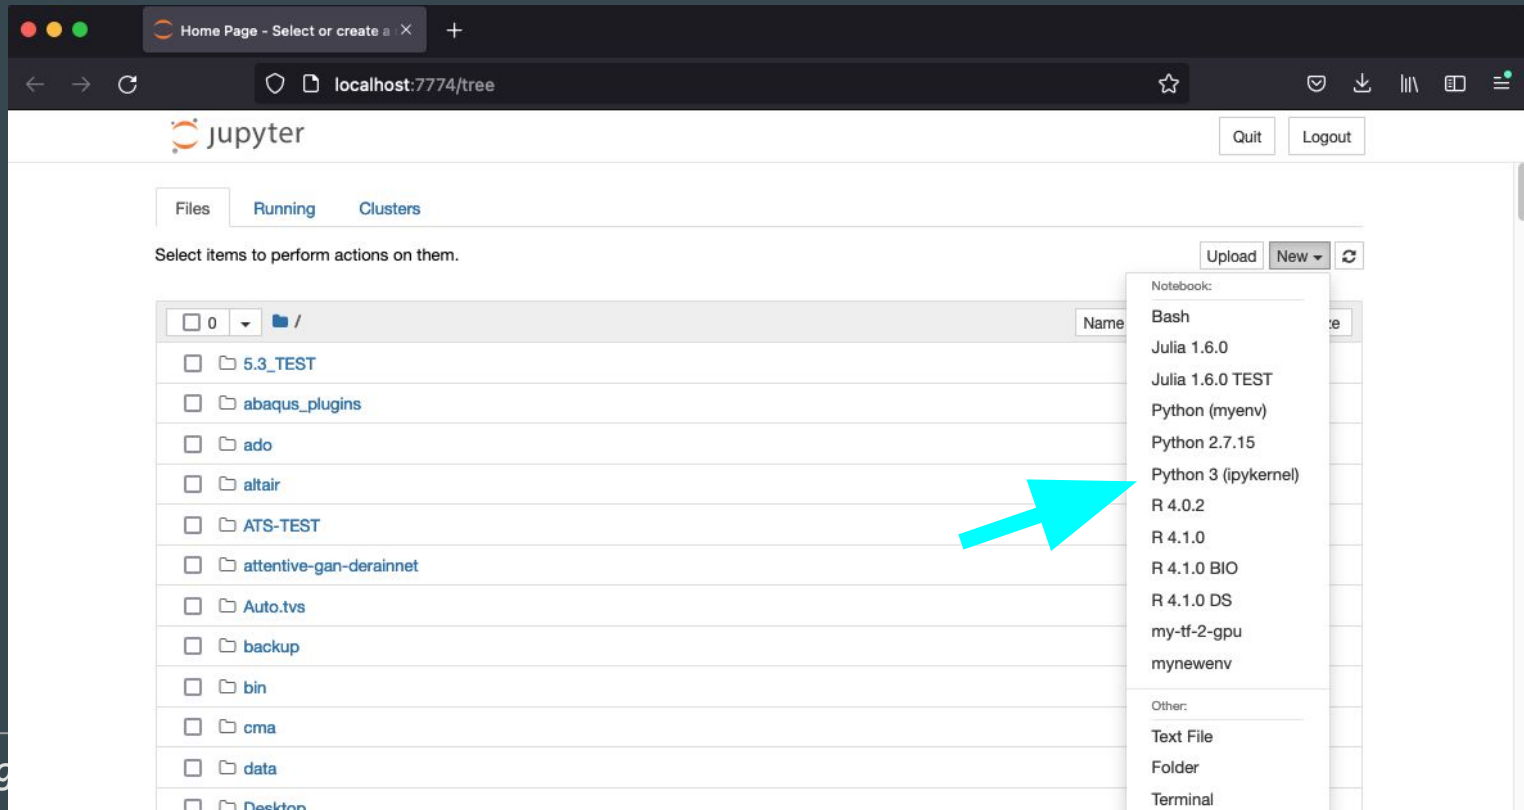 Home Page - Select or create a
localhost:7774/tree
jupyter
Quit
Logout
Files
Running
Clusters
Select items to perform actions on them.
Upload
New
0
/
Name
ze
Notebook:
Bash
Julia 1.6.0
Julia 1.6.0 TEST
Python (myenv)
Python 2.7.15
Python 3 (ipykernel)
R 4.0.2
R 4.1.0
R 4.1.0 BIO
R 4.1.0 DS
my-tf-2-gpu
mynewenv
Other:
Text File
Folder
Terminal
5.3_TEST
abaqus_plugins
ado
altair
ATS-TEST
attentive-gan-derainnet
Auto.tvs
backup
bin
cma
data
Desktop